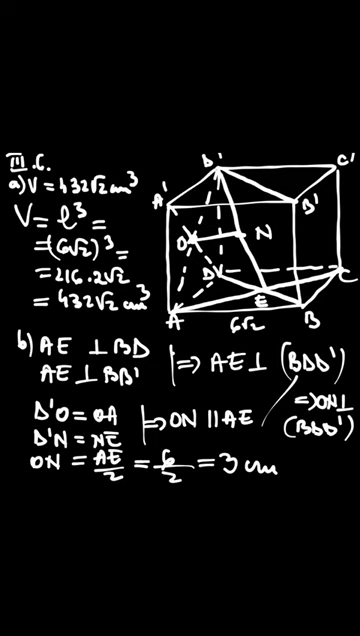 III.6.
a) V = 432√2 cm³
V = l³ =
= (6√2)³ =
= 216.2√2
= 432√2 cm³
D' C'
A' B'
O N
D C
E
A B
6√2
b) AE ⊥ BD
AE ⊥ BB'
⇒ AE ⊥ (BDD')
D'O = OA
D'N = NE
⇒ ON ∥ AE
⇒ ON ⊥
(BDD')
ON = AE/2 = 6/2 = 3 cm